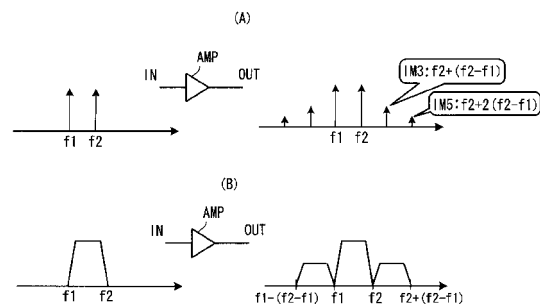 (A)
AMP
IN OUT
IM3:f2+(f2-f1)
IM5:f2+2(f2-f1)
f1 f2
f1 f2
(B)
AMP
IN OUT
f1 f2
f1-(f2-f1) f1 f2 f2+(f2-f1)